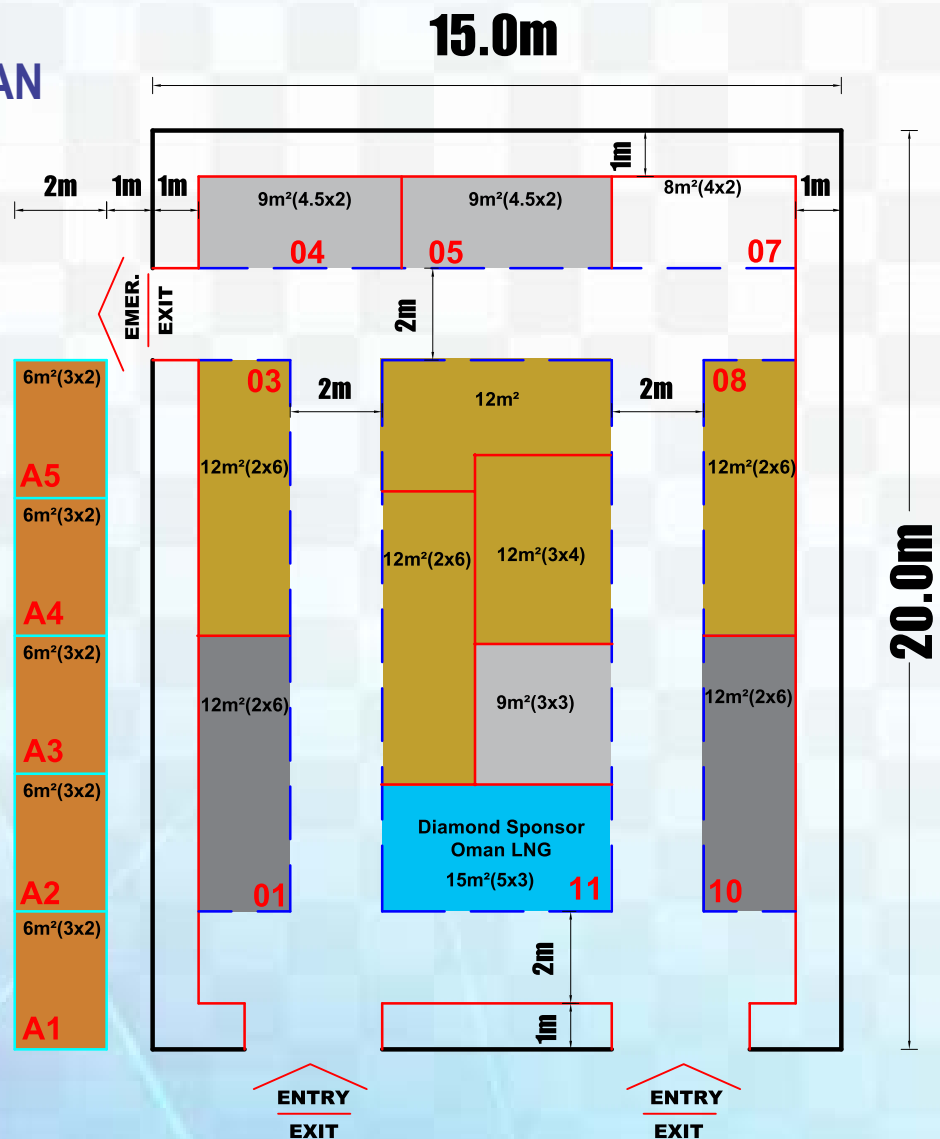 15.0m
AN
1m
2m
1m
1m
9m²(4.5x2)
9m²(4.5x2)
8m²(4x2)
1m
04
05
07
EMER.
EXIT
2m
6m²(3x2)
03
2m
12m²
2m
08
12m²(2x6)
12m²(2x6)
A5
6m²(3x2)
12m²(2x6)
12m²(3x4)
20.0m
A4
6m²(3x2)
12m²(2x6)
9m²(3x3)
12m²(2x6)
A3
6m²(3x2)
Diamond Sponsor
Oman LNG
15m²(5x3)
A2
01
11
10
6m²(3x2)
2m
A1
1m
ENTRY
EXIT
ENTRY
EXIT